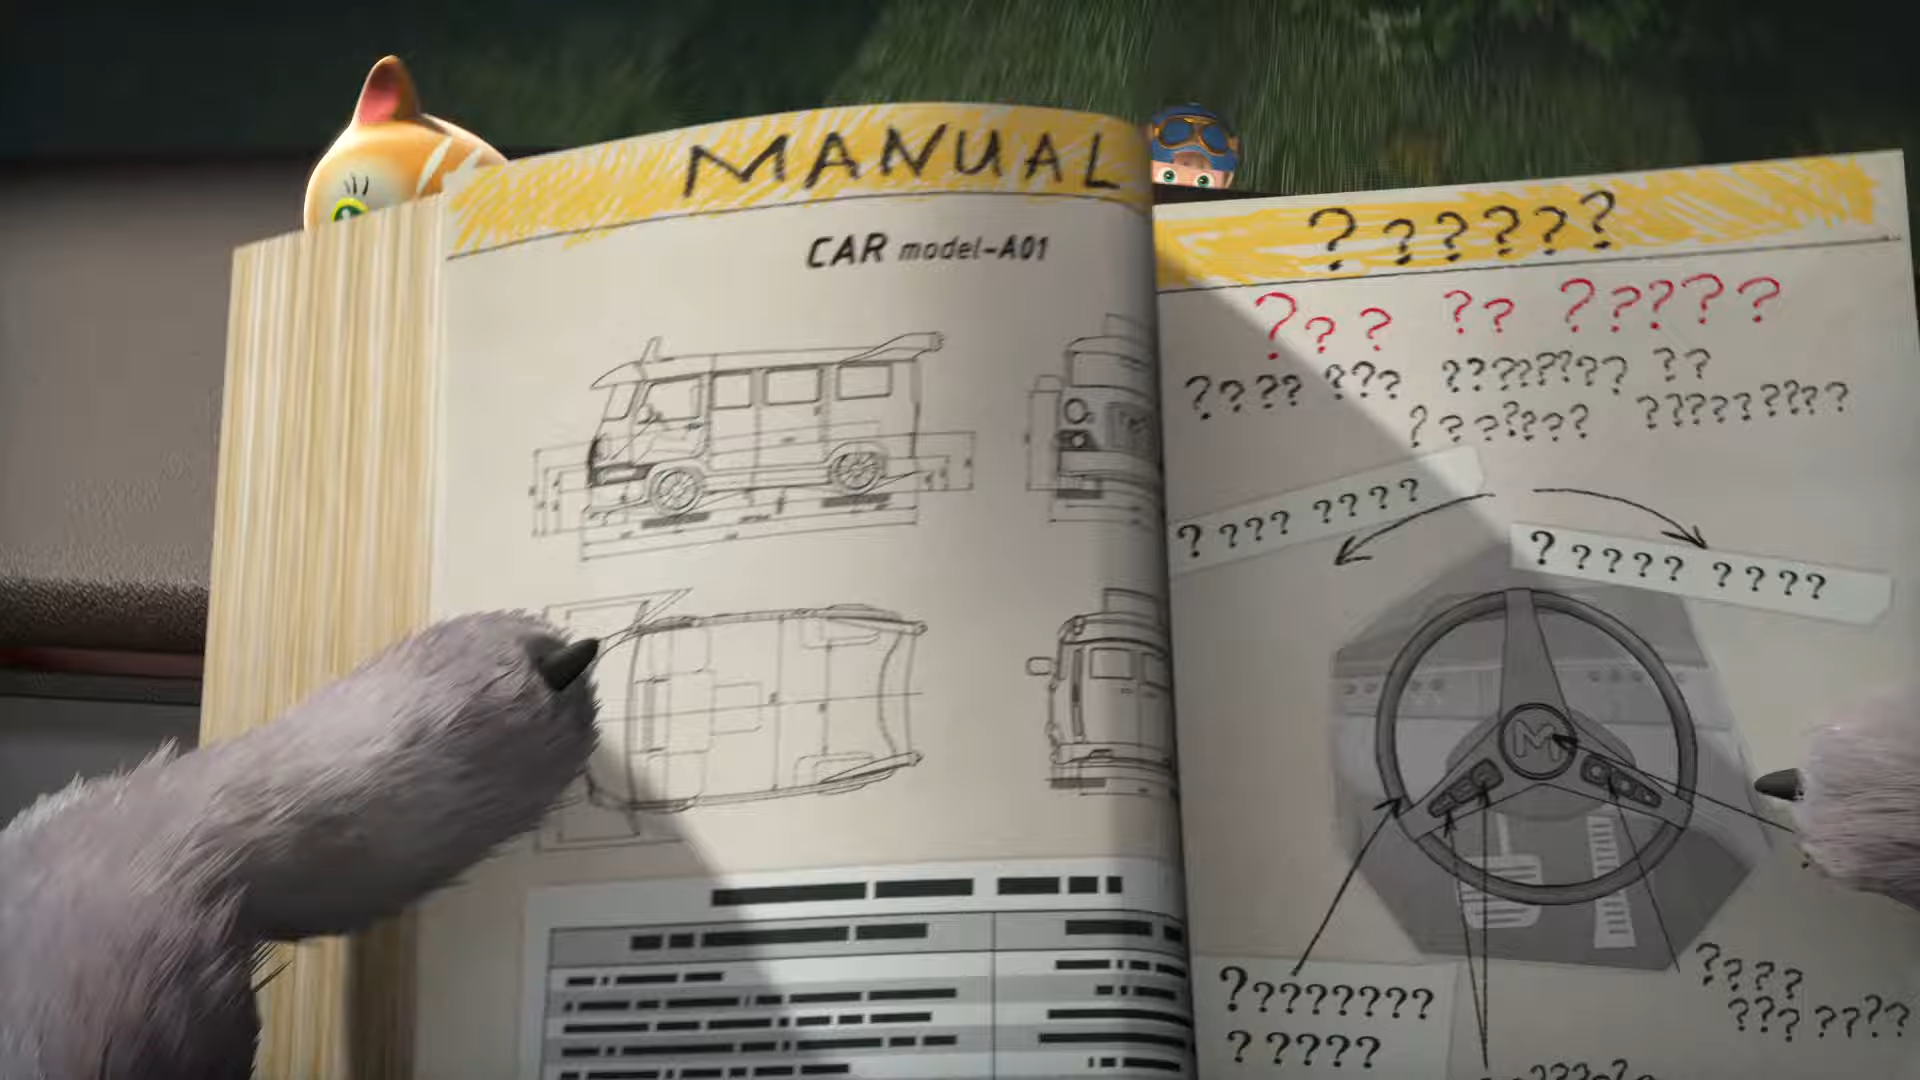 MANUAL
CAR model-A01
? ? ? ? ? ?
? ? ? ? ? ? ? ? ? ?
? ? ? ? ? ? ? ???????? ??
? ? ????? ?????????
? ??? ????
? ???? ????
M
????????
? ????
????
??? ????